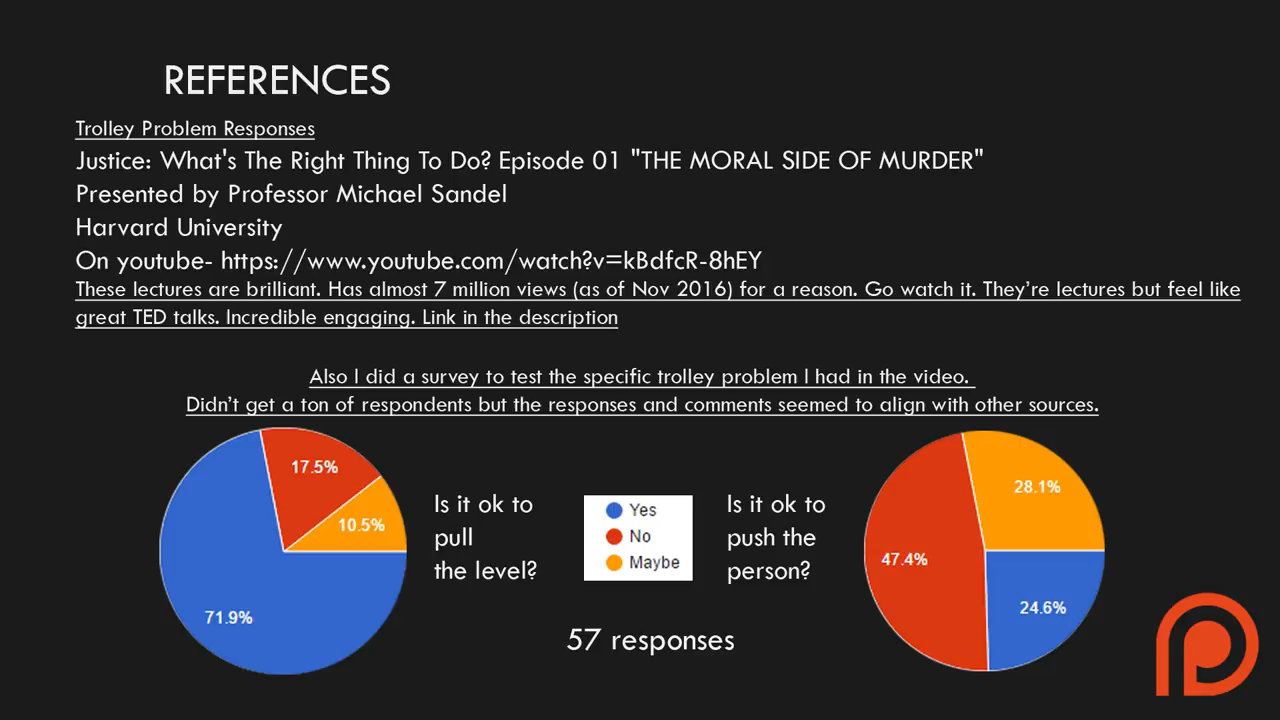 REFERENCES
Trolley Problem Responses
Justice: What's The Right Thing To Do? Episode 01 "THE MORAL SIDE OF MURDER"
Presented by Professor Michael Sandel
Harvard University
On youtube- https://www.youtube.com/watch?v=kBdfcR-8hEY
These lectures are brilliant. Has almost 7 million views (as of Nov 2016) for a reason. Go watch it. They're lectures but feel like
great TED talks. Incredible engaging. Link in the description
Also I did a survey to test the specific trolley problem I had in the video.
Didn't get a ton of respondents but the responses and comments seemed to align with other sources.
17.5%
10.5%
71.9%
Is it ok to
pull
the level?
Yes
No
Maybe
Is it ok to
push the
person?
28.1%
47.4%
24.6%
57 responses